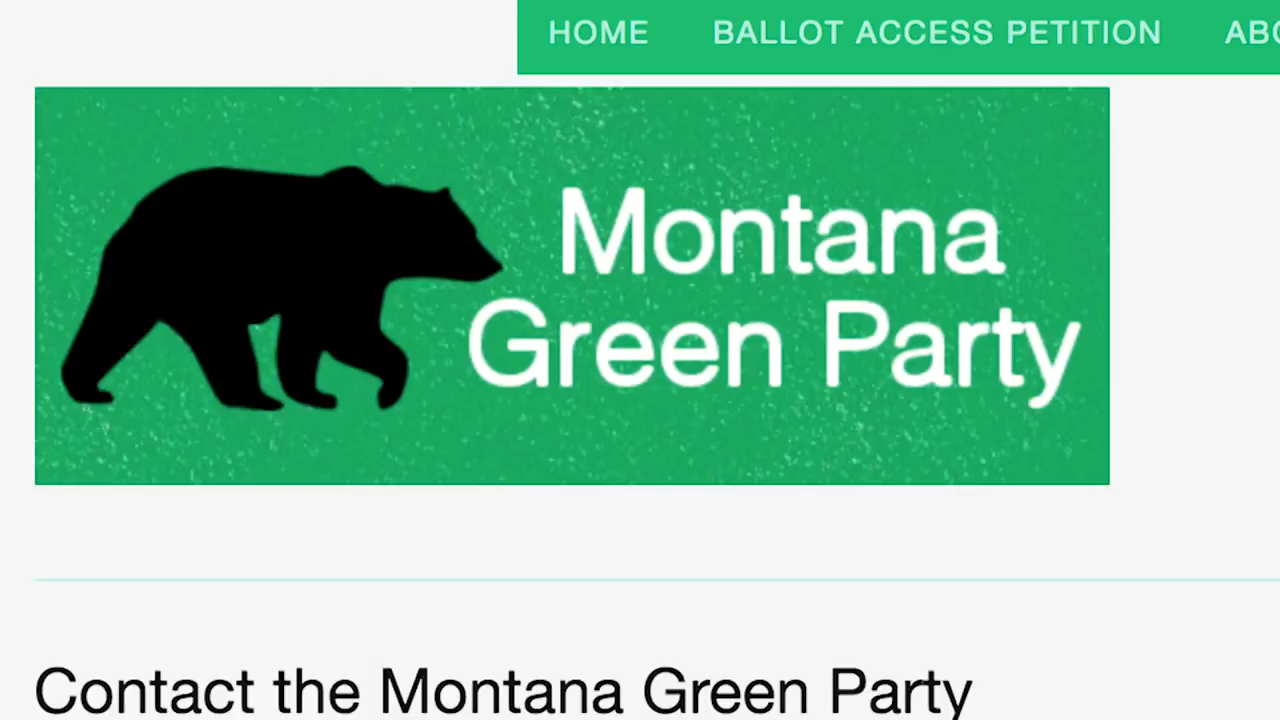 HOME BALLOT ACCESS PETITION
Montana
Green Party
Contact the Montana Green Party